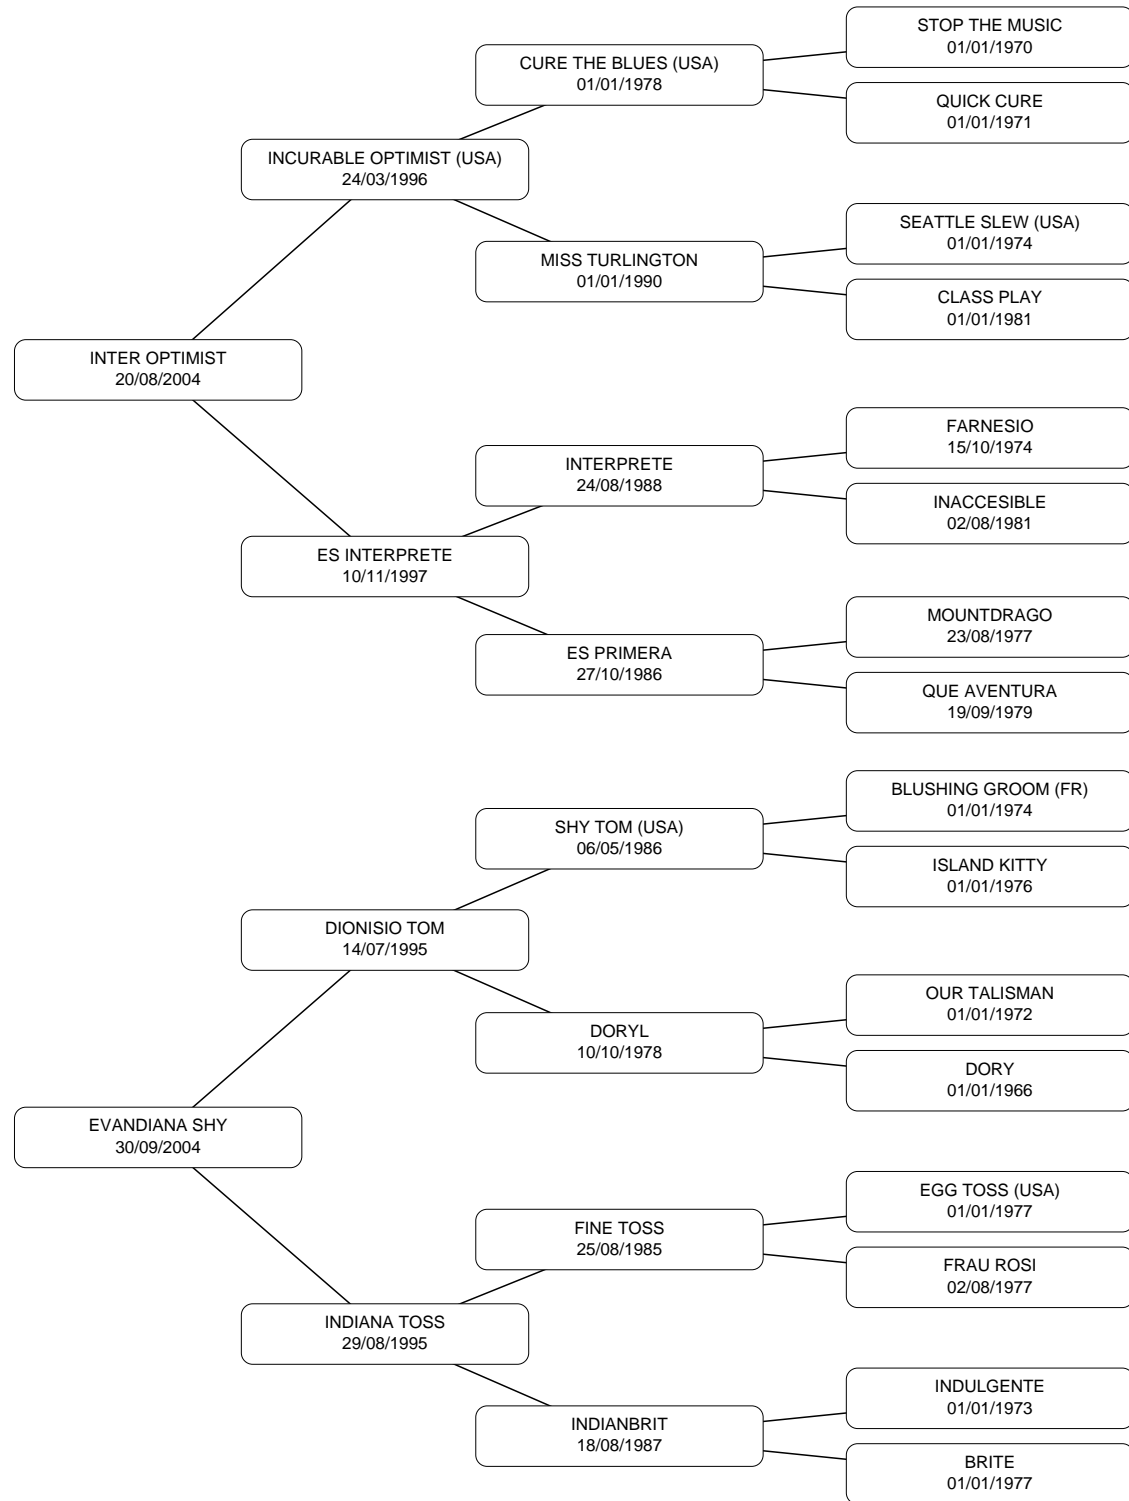 STOP THE MUSIC
01/01/1970
CURE THE BLUES (USA)
01/01/1978
QUICK CURE
01/01/1971
INCURABLE OPTIMIST (USA)
24/03/1996
SEATTLE SLEW (USA)
01/01/1974
MISS TURLINGTON
01/01/1990
CLASS PLAY
01/01/1981
INTER OPTIMIST
20/08/2004
FARNESIO
15/10/1974
INTERPRETE
24/08/1988
INACCESIBLE
02/08/1981
ES INTERPRETE
10/11/1997
MOUNTDRAGO
23/08/1977
ES PRIMERA
27/10/1986
QUE AVENTURA
19/09/1979
BLUSHING GROOM (FR)
01/01/1974
SHY TOM (USA)
06/05/1986
ISLAND KITTY
01/01/1976
DIONISIO TOM
14/07/1995
OUR TALISMAN
01/01/1972
DORYL
10/10/1978
DORY
01/01/1966
EVANDIANA SHY
30/09/2004
EGG TOSS (USA)
01/01/1977
FINE TOSS
25/08/1985
FRAU ROSI
02/08/1977
INDIANA TOSS
29/08/1995
INDULGENTE
01/01/1973
INDIANBRIT
18/08/1987
BRITE
01/01/1977